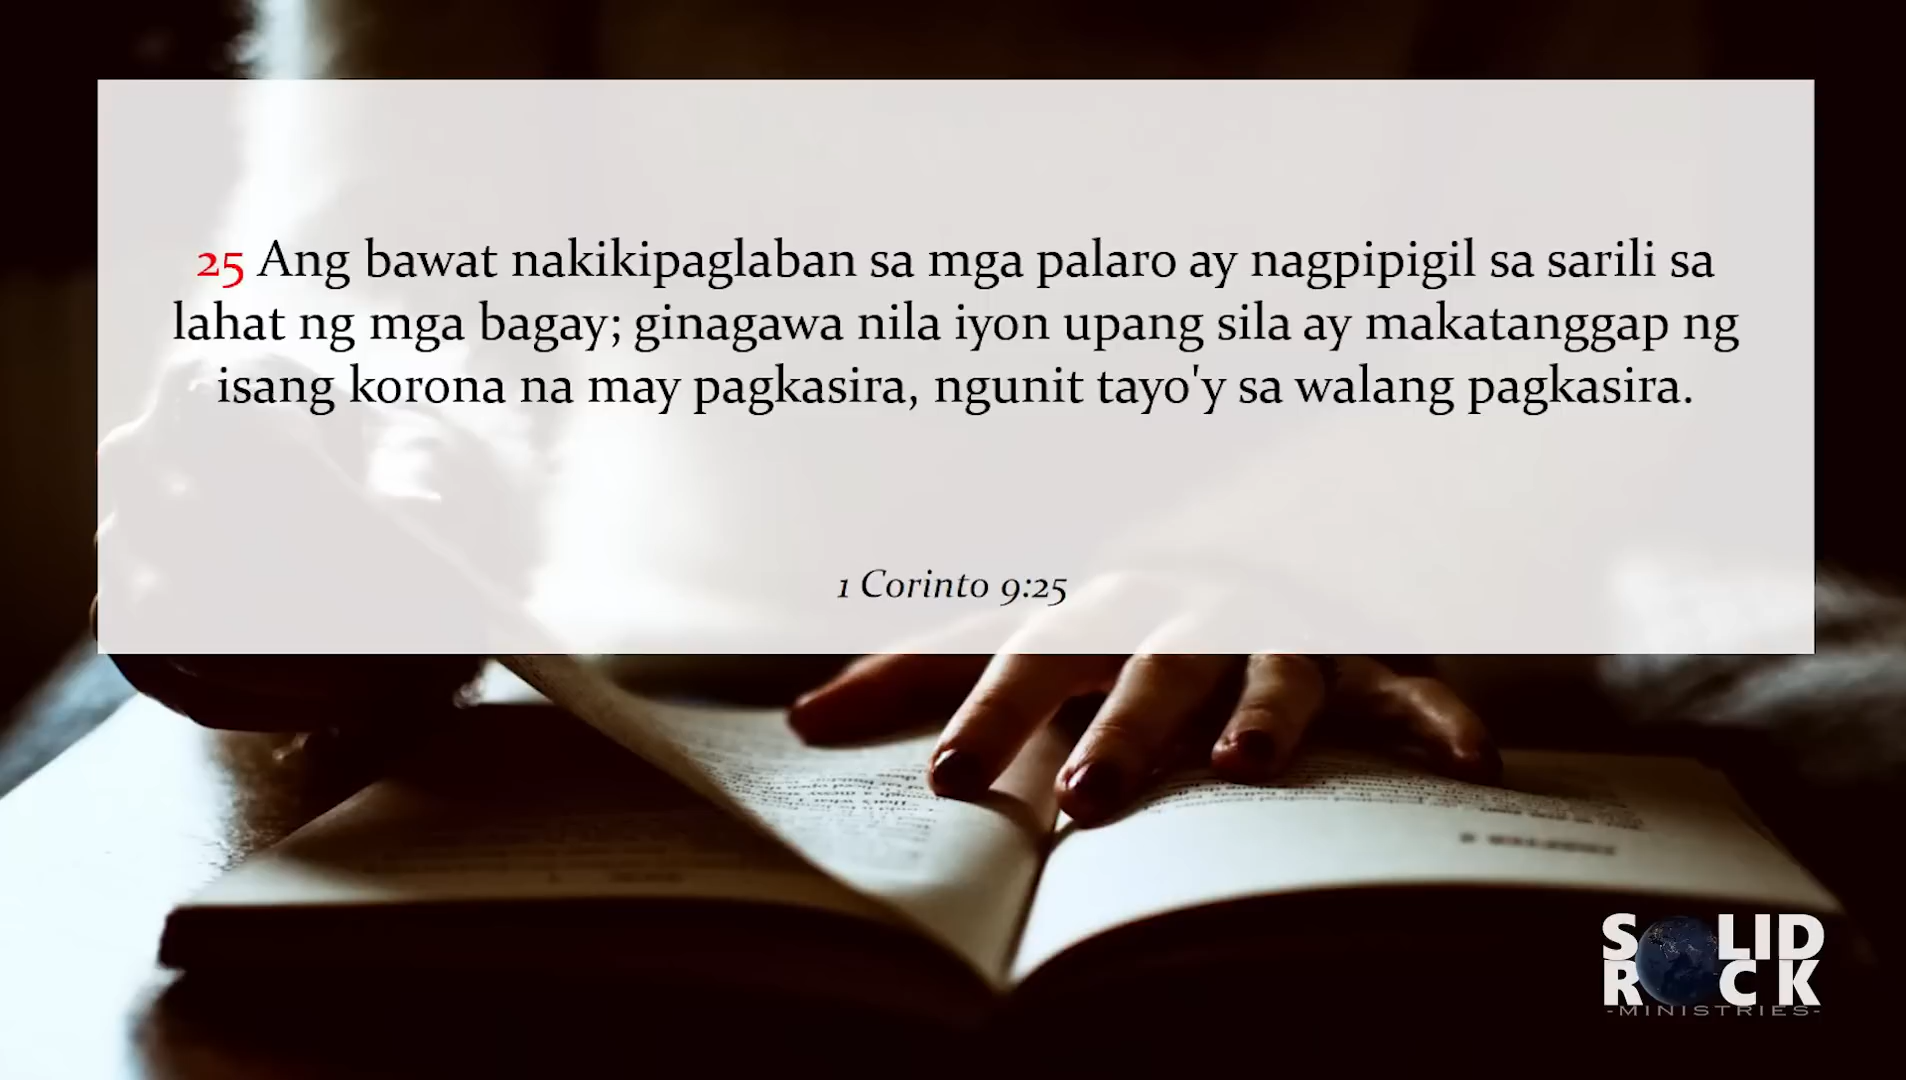 25 Ang bawat nakikipaglaban sa mga palaro ay nagpipigil sa sarili sa
lahat ng mga bagay; ginagawa nila iyon upang sila ay makatanggap ng
isang korona na may pagkasira, ngunit tayo'y sa walang pagkasira.
1 Corinto 9:25
SOLID
ROCK
-MINISTRIES-